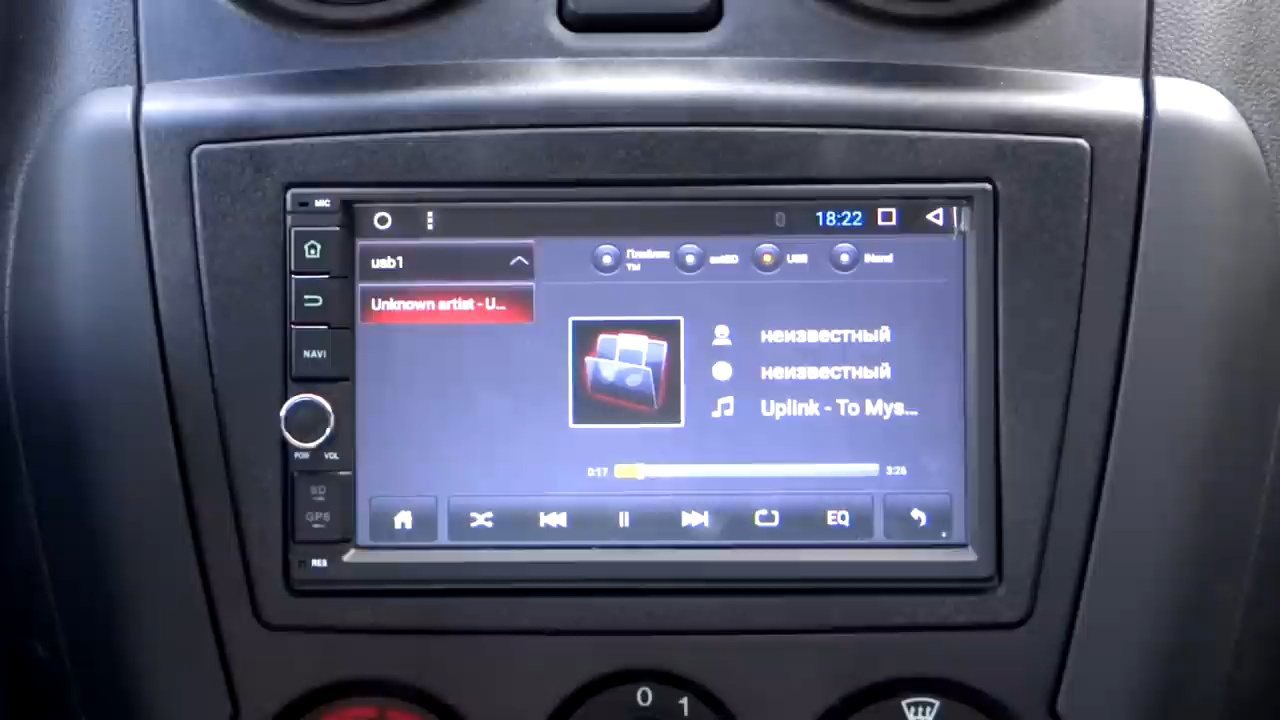 MIC
18:22
usb1
USB
iNand
Unknown artist - U...
неизвестный
NAVI
неизвестный
Uplink - To Mys...
POW VOL
0:17 3:26
SD
GPS
EQ
RES
0 1